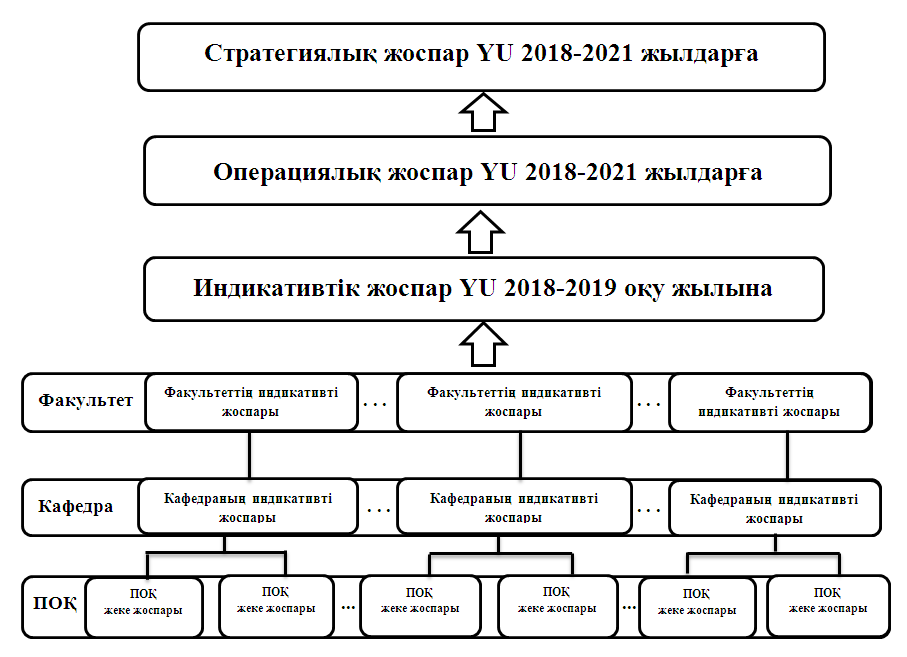 Стратегиялық жоспар YU 2018-2021 жылдарға
Операциялық жоспар YU 2018-2021 жылдарға
Индикативтік жоспар YU 2018-2019 оқу жылына
Факультет
Факультеттің индикативті
жоспары
. . .
Факультеттің индикативті
жоспары
. . .
Факультеттің
индикативті жоспары
Кафедра
Кафедраның индикативті
жоспары
. . .
Кафедраның индикативті
жоспары
. . .
Кафедраның индикативті
жоспары
ПОҚ
ПОҚ
жеке жоспары
ПОҚ
жеке жоспары
...
ПОҚ
жеке жоспары
ПОҚ
жеке жоспары
...
ПОҚ
жеке жоспары
ПОҚ
жеке жоспары